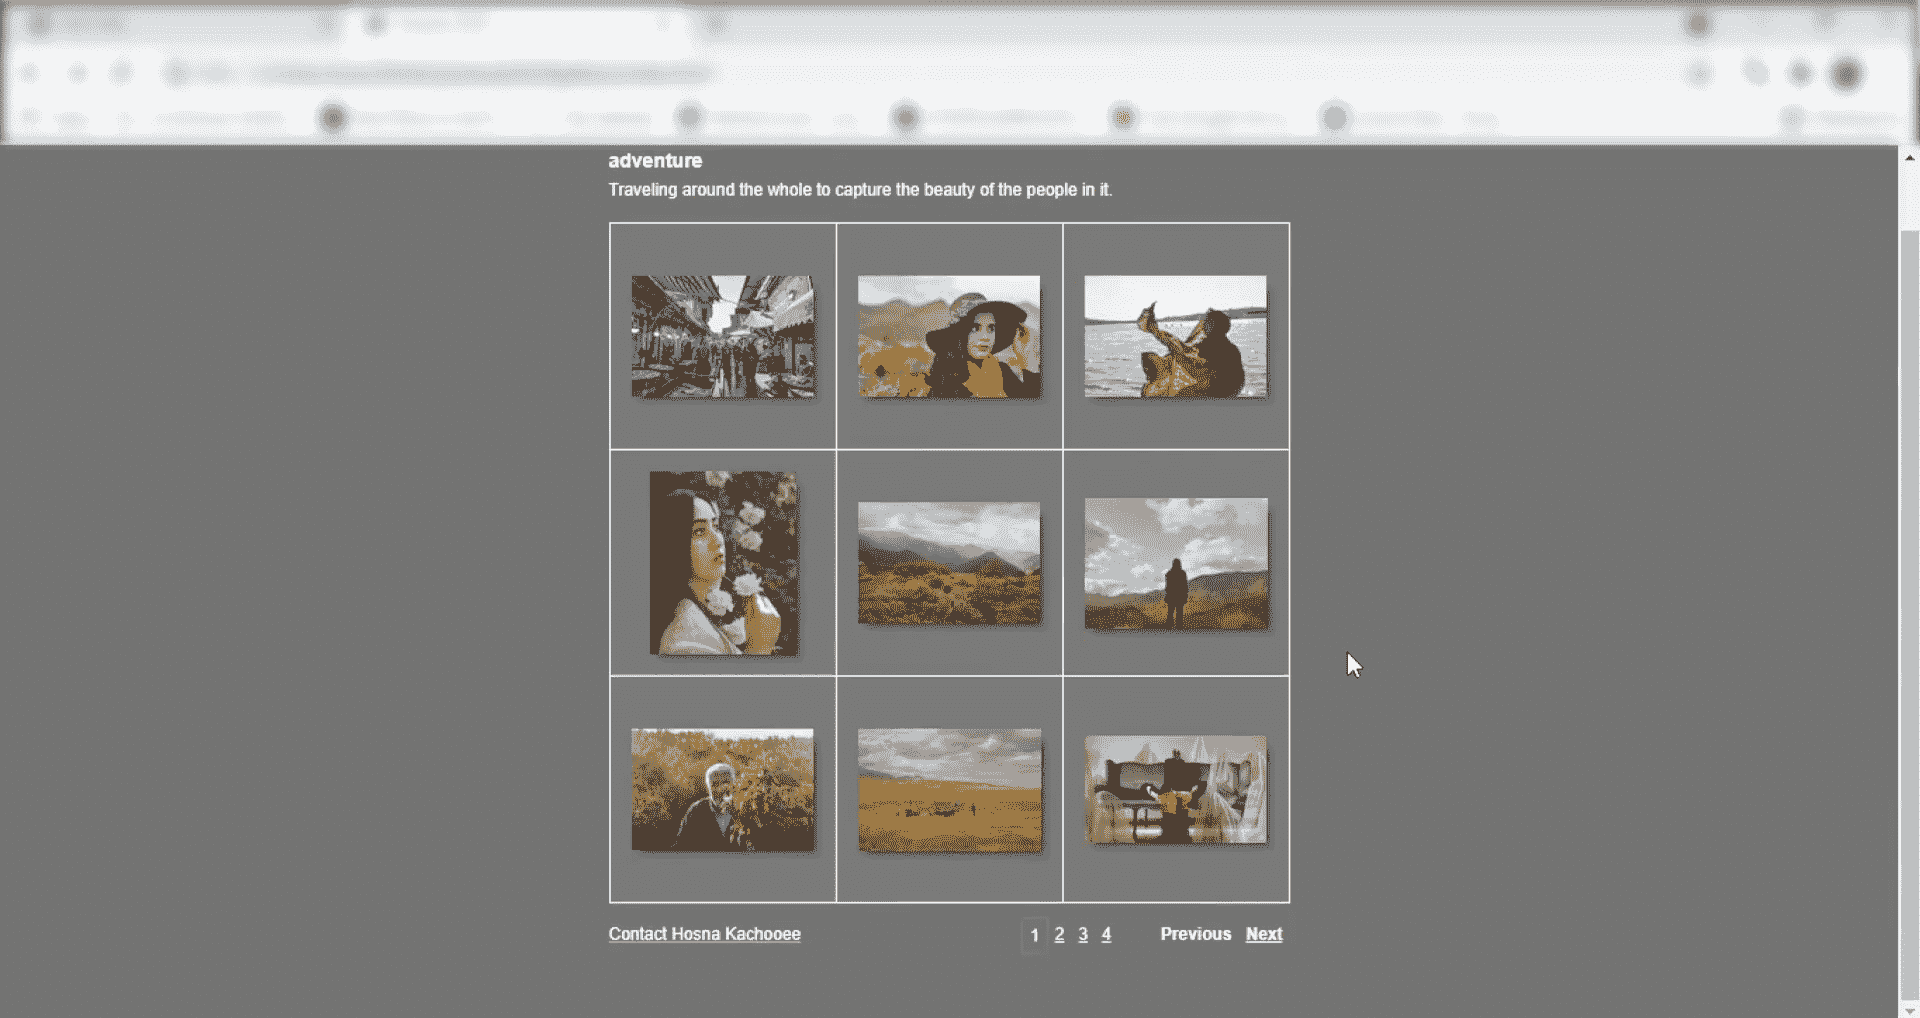 adventure
Traveling around the whole to capture the beauty of the people in it.
Contact Hosna Kachooee
1 2 3 4 Previous Next